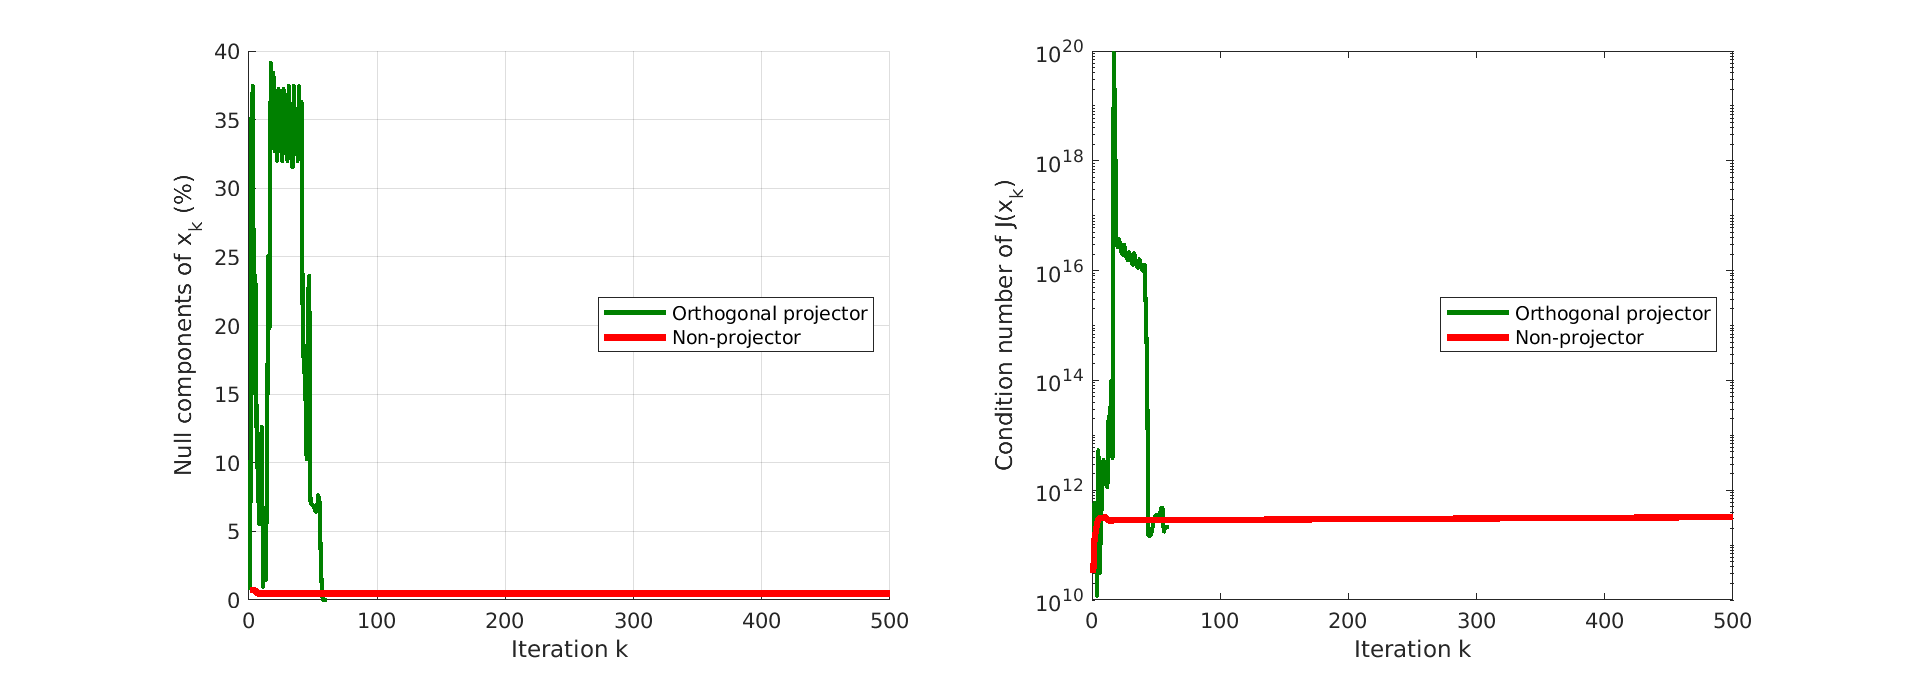 40
35
30
25
20
15
10
5
0
Null components of x_k (%)
0 100 200 300 400 500
Iteration k
Orthogonal projector
Non-projector
10^20
10^18
10^16
10^14
10^12
10^10
Condition number of J(x_k)
0 100 200 300 400 500
Iteration k
Orthogonal projector
Non-projector